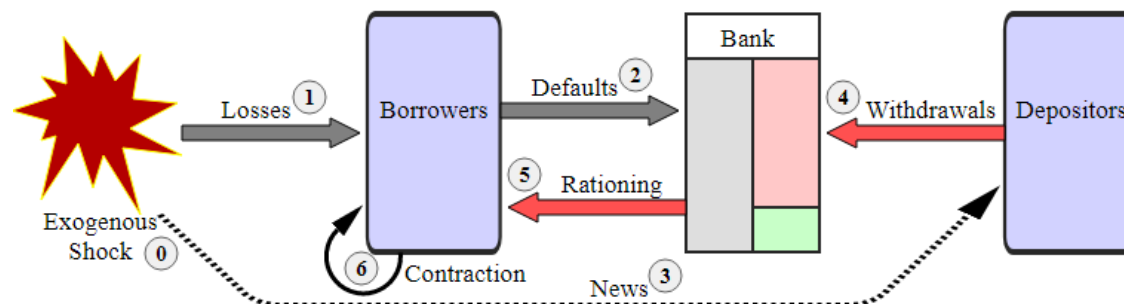 Bank
Losses 1
Defaults 2
4 Withdrawals
Borrowers
Depositors
5 Rationing
Exogenous
Shock 0
6 Contraction
News 3